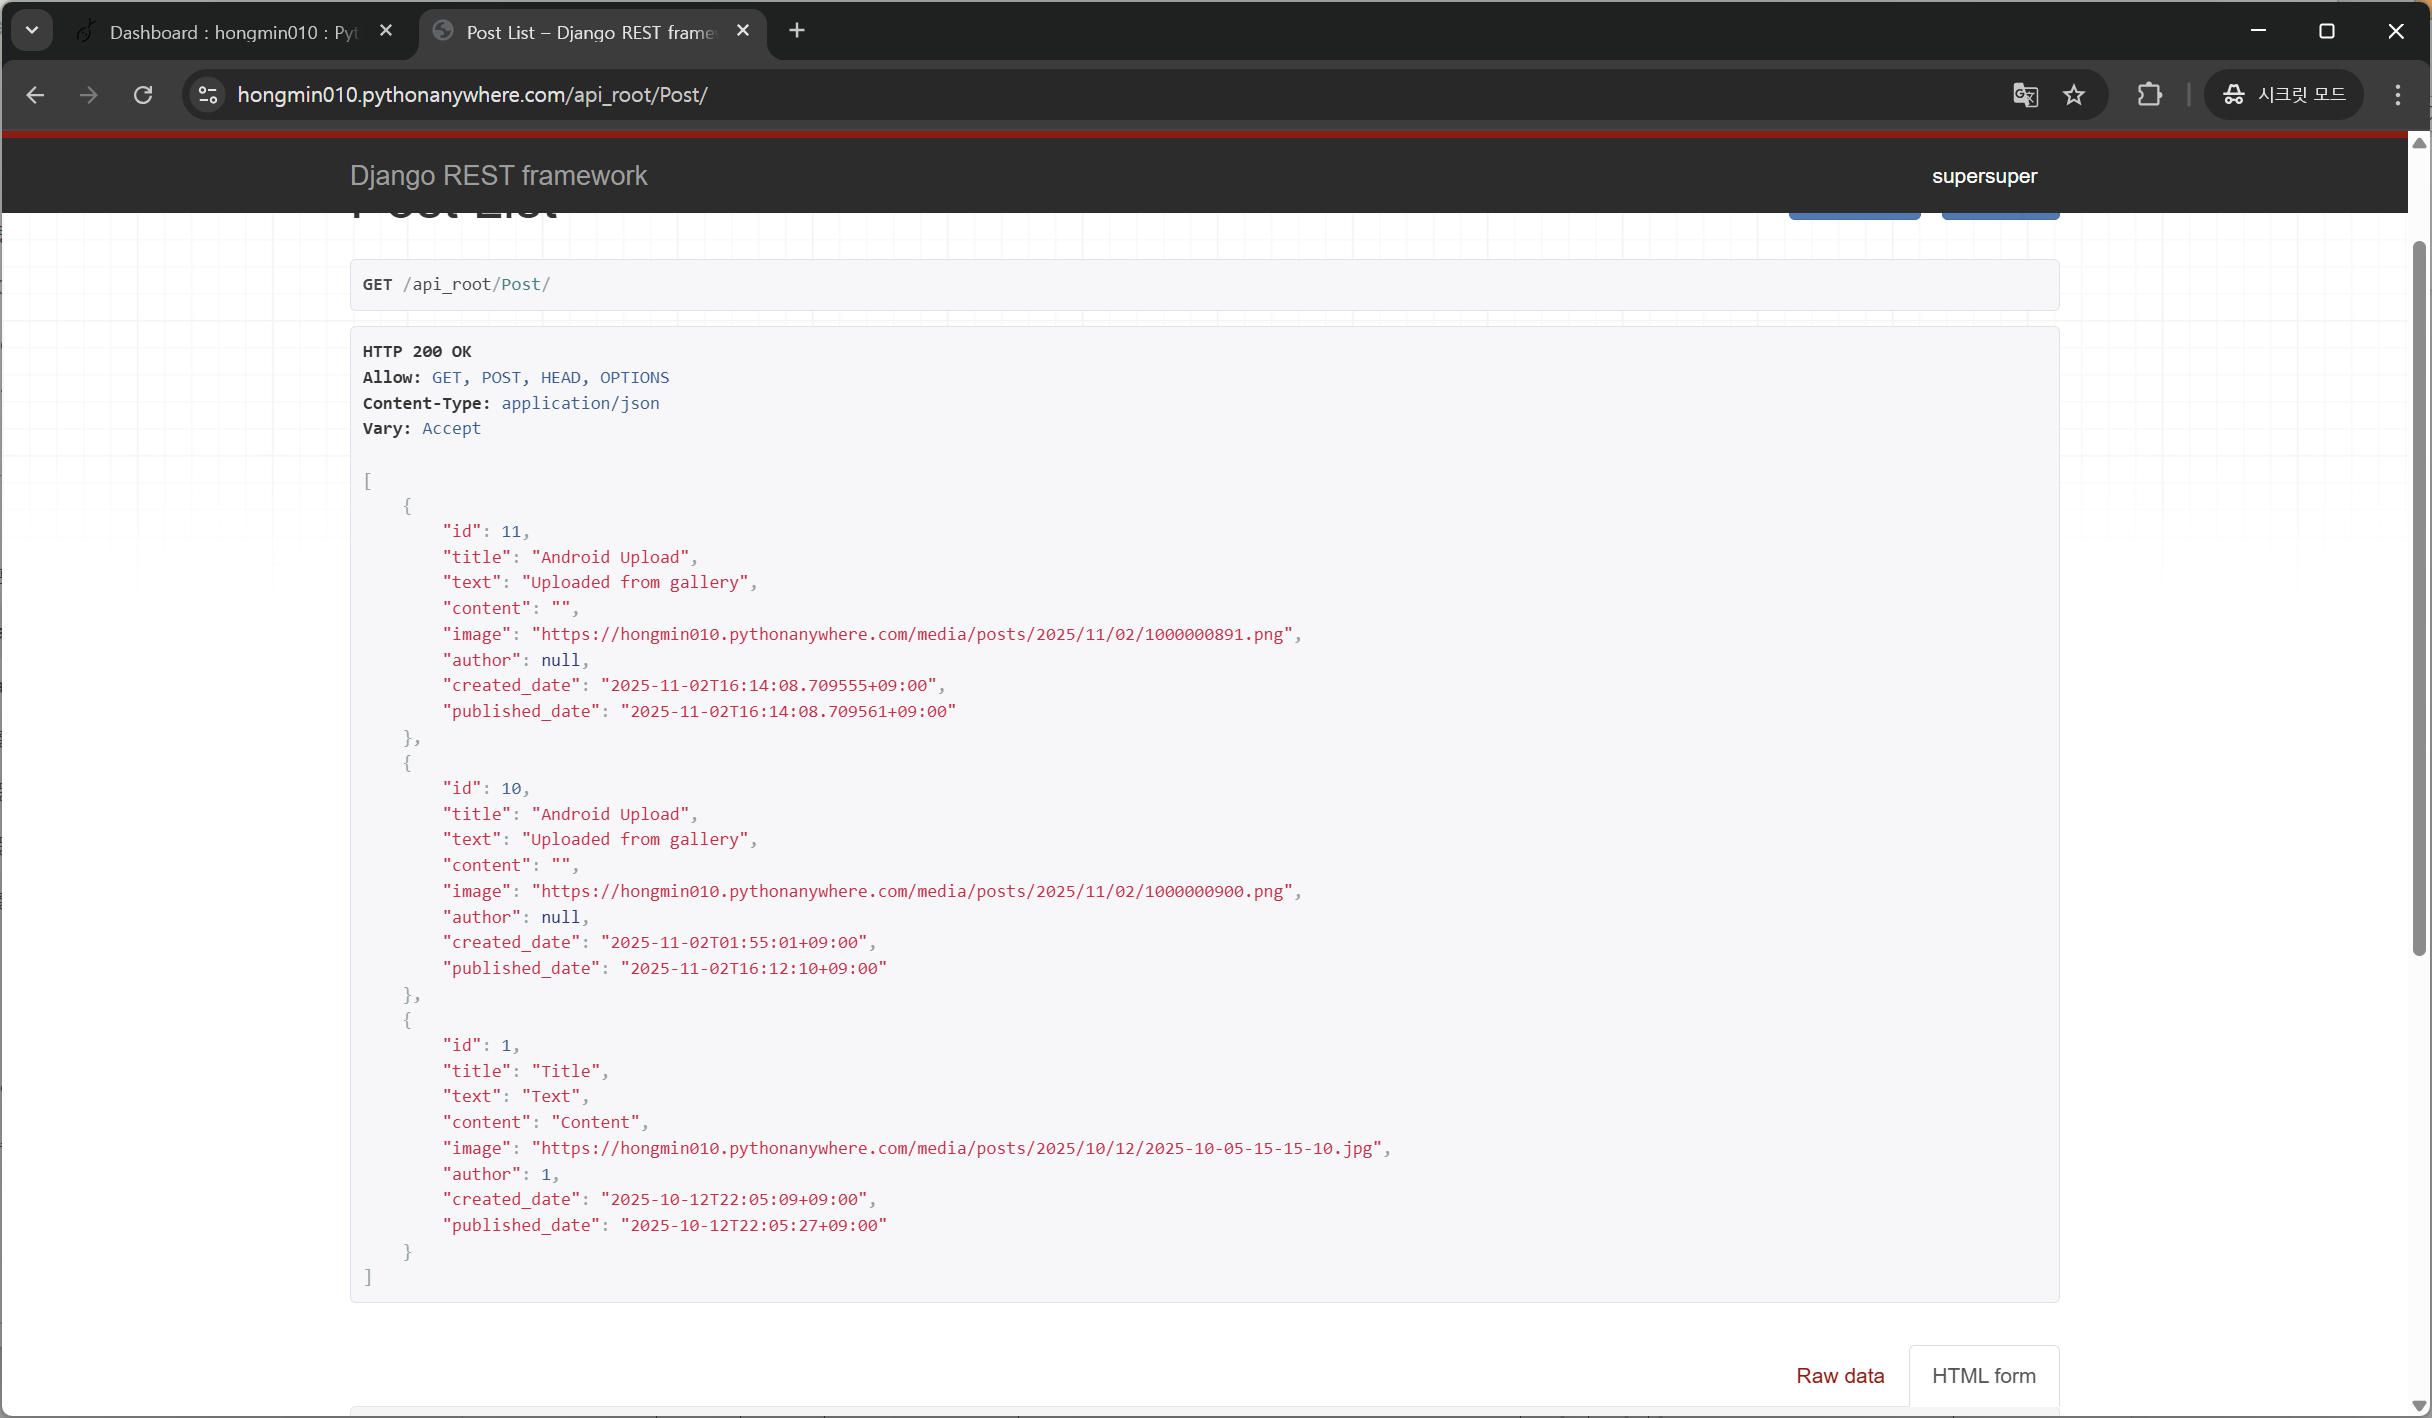 Dashboard : hongmin010 : Pyt
Post List – Django REST frame
hongmin010.pythonanywhere.com/api_root/Post/
시크릿 모드
Django REST framework
supersuper
Post List
GET /api_root/Post/
HTTP 200 OK
Allow: GET, POST, HEAD, OPTIONS
Content-Type: application/json
Vary: Accept
[
    {
        "id": 11,
        "title": "Android Upload",
        "text": "Uploaded from gallery",
        "content": "",
        "image": "https://hongmin010.pythonanywhere.com/media/posts/2025/11/02/1000000891.png",
        "author": null,
        "created_date": "2025-11-02T16:14:08.709555+09:00",
        "published_date": "2025-11-02T16:14:08.709561+09:00"
    },
    {
        "id": 10,
        "title": "Android Upload",
        "text": "Uploaded from gallery",
        "content": "",
        "image": "https://hongmin010.pythonanywhere.com/media/posts/2025/11/02/1000000900.png",
        "author": null,
        "created_date": "2025-11-02T01:55:01+09:00",
        "published_date": "2025-11-02T16:12:10+09:00"
    },
    {
        "id": 1,
        "title": "Title",
        "text": "Text",
        "content": "Content",
        "image": "https://hongmin010.pythonanywhere.com/media/posts/2025/10/12/2025-10-05-15-15-10.jpg",
        "author": 1,
        "created_date": "2025-10-12T22:05:09+09:00",
        "published_date": "2025-10-12T22:05:27+09:00"
    }
]
Raw data
HTML form